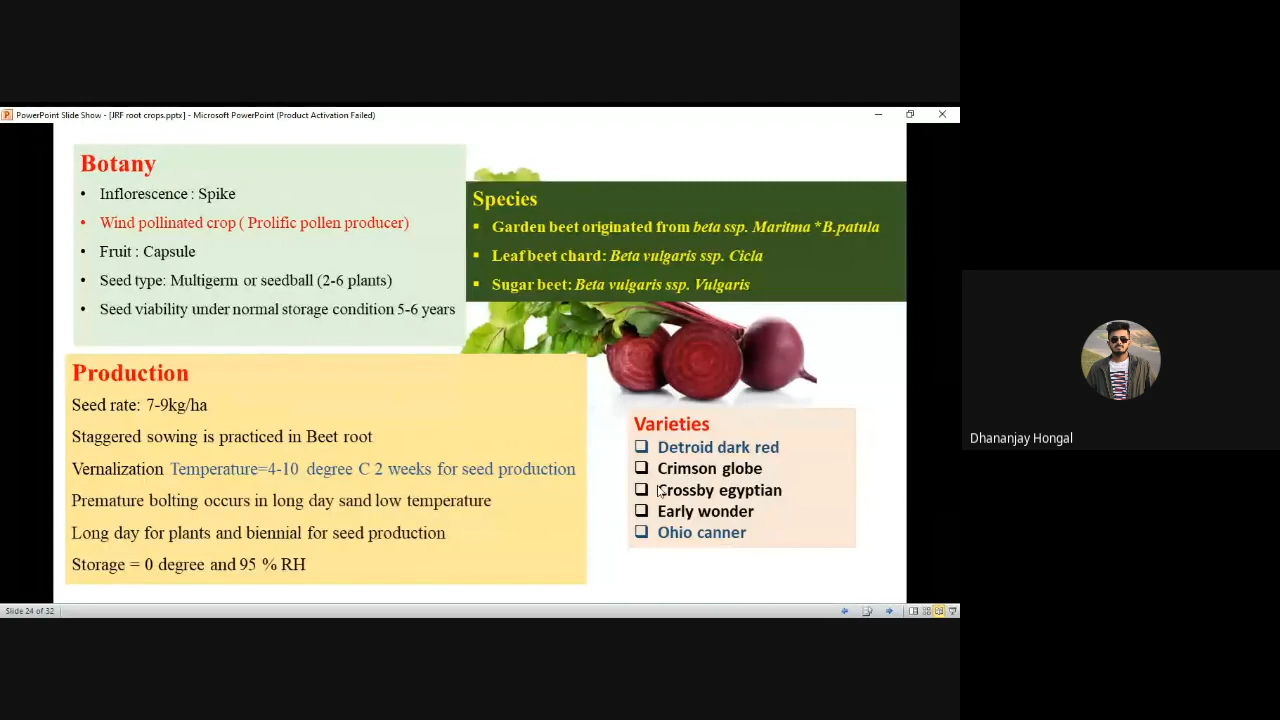 PowerPoint Slide Show - [JRF root crops.pptx] - Microsoft PowerPoint (Product Activation Failed)
Botany
• Inflorescence : Spike
• Wind pollinated crop ( Prolific pollen producer)
• Fruit : Capsule
• Seed type: Multigerm or seedball (2-6 plants)
• Seed viability under normal storage condition 5-6 years
Species
Garden beet originated from beta ssp. Maritma *B.patula
Leaf beet chard: Beta vulgaris ssp. Cicla
Sugar beet: Beta vulgaris ssp. Vulgaris
Production
Seed rate: 7-9kg/ha
Staggered sowing is practiced in Beet root
Vernalization Temperature=4-10 degree C 2 weeks for seed production
Premature bolting occurs in long day sand low temperature
Long day for plants and biennial for seed production
Storage = 0 degree and 95 % RH
Varieties
Detroid dark red
Crimson globe
Crossby egyptian
Early wonder
Ohio canner
Slide 24 of 32
Dhananjay Hongal